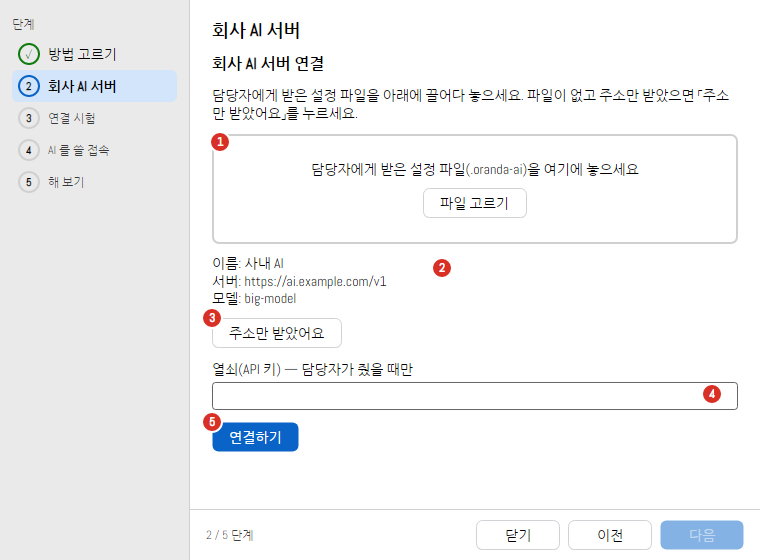 단계
방법 고르기
2 회사 AI 서버
3 연결 시험
4 AI 를 쓸 접속
5 해 보기
회사 AI 서버
회사 AI 서버 연결
담당자에게 받은 설정 파일을 아래에 끌어다 놓으세요. 파일이 없고 주소만 받았으면 「주소
만 받았어요」를 누르세요.
1
담당자에게 받은 설정 파일(.oranda-ai)을 여기에 놓으세요
파일 고르기
이름: 사내 AI
2
서버: https://ai.example.com/v1
모델: big-model
3
주소만 받았어요
열쇠(API 키) — 담당자가 줬을 때만
4
5
연결하기
2 / 5 단계
닫기
이전
다음